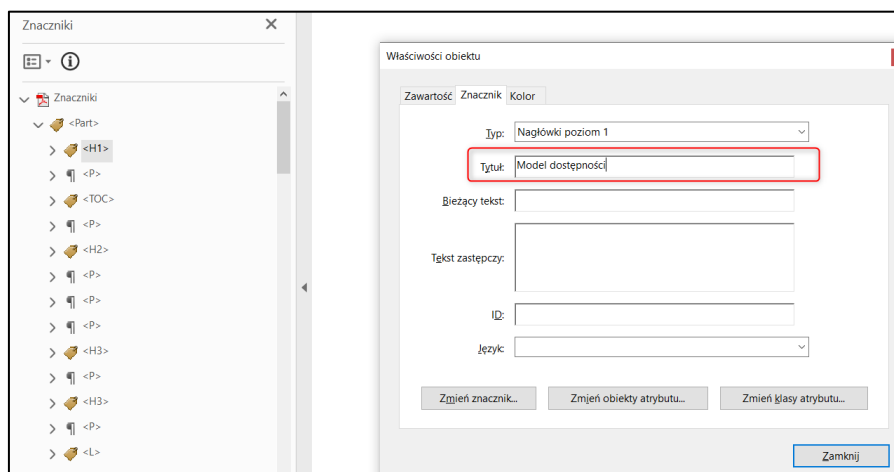 Znaczniki
Znaczniki
<Part>
<H1>
<P>
<TOC>
<P>
<H2>
<P>
<P>
<P>
<H3>
<P>
<H3>
<P>
<L>
Właściwości obiektu
Zawartość Znacznik Kolor
Typ: Nagłówki poziom 1
Tytuł: Model dostępności
Bieżący tekst:
Tekst zastępczy:
ID:
Język:
Zmień znacznik... Zmień obiekty atrybutu... Zmień klasy atrybutu...
Zamknij